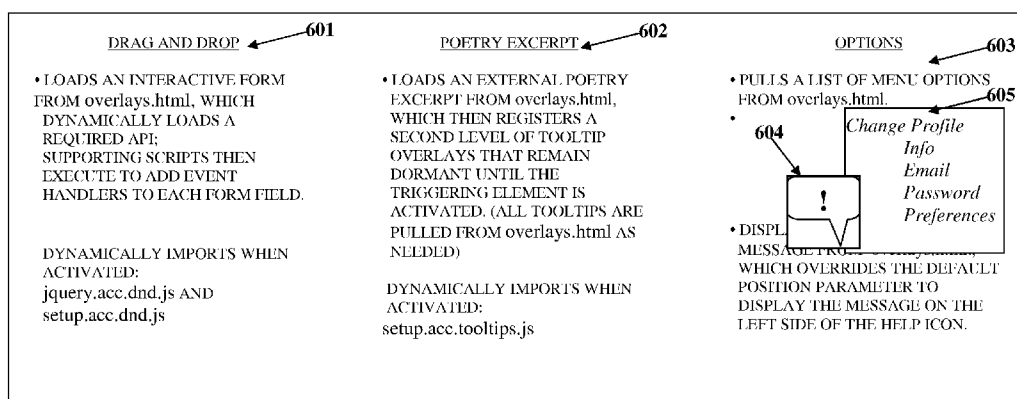 DRAG AND DROP
601
• LOADS AN INTERACTIVE FORM
FROM overlays.html, WHICH
DYNAMICALLY LOADS A
REQUIRED API;
SUPPORTING SCRIPTS THEN
EXECUTE TO ADD EVENT
HANDLERS TO EACH FORM FIELD.
DYNAMICALLY IMPORTS WHEN
ACTIVATED:
jquery.acc.dnd.js AND
setup.acc.dnd.js
POETRY EXCERPT
602
• LOADS AN EXTERNAL POETRY
EXCERPT FROM overlays.html,
WHICH THEN REGISTERS A
SECOND LEVEL OF TOOLTIP
OVERLAYS THAT REMAIN
DORMANT UNTIL THE
TRIGGERING ELEMENT IS
ACTIVATED. (ALL TOOLTIPS ARE
PULLED FROM overlays.html AS
NEEDED)
DYNAMICALLY IMPORTS WHEN
ACTIVATED:
setup.acc.tooltips.js
OPTIONS
603
• PULLS A LIST OF MENU OPTIONS
FROM overlays.html.
•
605
604
Change Profile
Info
Email
Password
Preferences
!
• DISPL
MESSAGE
WHICH OVERRIDES THE DEFAULT
POSITION PARAMETER TO
DISPLAY THE MESSAGE ON THE
LEFT SIDE OF THE HELP ICON.